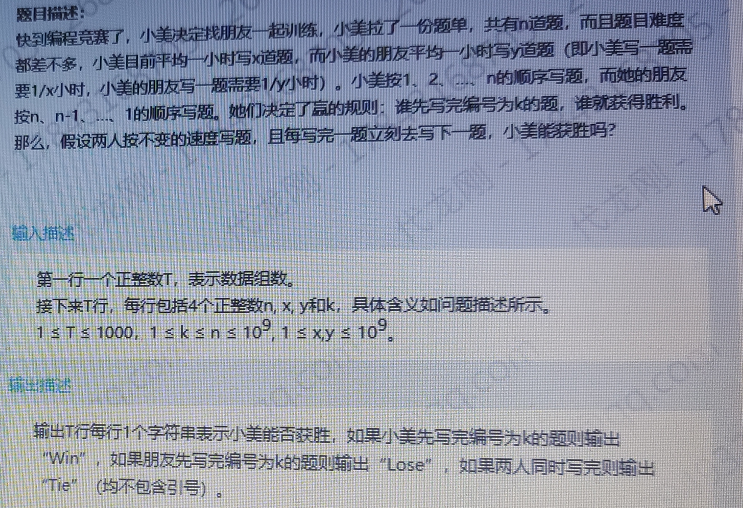 题目描述：
快到编程竞赛了，小美决定找朋友一起训练，小美拉了一份题单，共有n道题，而且题目难度
都差不多，小美目前平均一小时写x道题，而小美的朋友平均一小时写y道题（即小美写一题需
要1/x小时，小美的朋友写一题需要1/y小时）。小美按1、2、...、n的顺序写题，而她的朋友
按n、n-1、...、1的顺序写题。她们决定了赢的规则：谁先写完编号为k的题，谁就获得胜利。
那么，假设两人按不变的速度写题，且每写完一题立刻去写下一题，小美能获胜吗？
输入描述
第一行一个正整数T，表示数据组数。
接下来T行，每行包括4个正整数n, x, y和k，具体含义如问题描述所示。
1 ≤ T ≤ 1000，1 ≤ k ≤ n ≤ 10⁹, 1 ≤ x,y ≤ 10⁹。
输出描述
输出T行每行1个字符串表示小美能否获胜，如果小美先写完编号为k的题则输出
“Win”，如果朋友先写完编号为k的题则输出“Lose”，如果两人同时写完则输出
“Tie”（均不包含引号）。